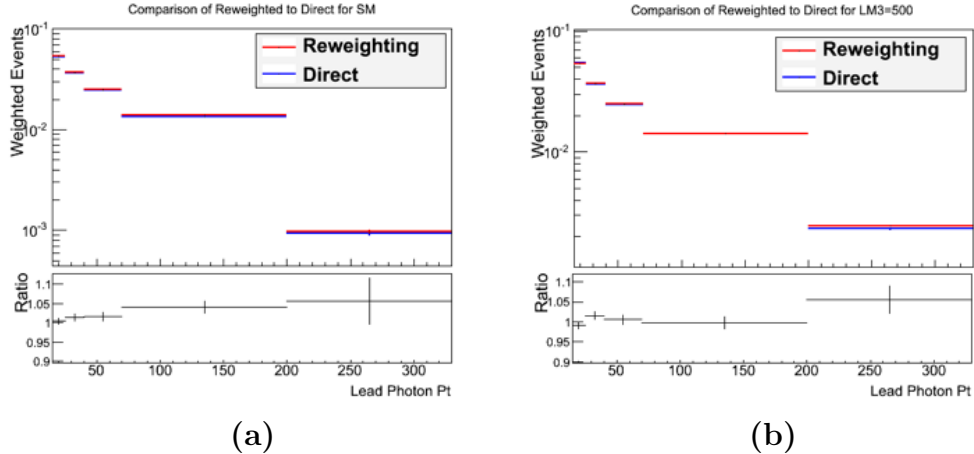 Comparison of Reweighted to Direct for SM
Weighted Events
10^-1
10^-2
10^-3
Reweighting
Direct
Ratio
1.1
1.05
1
0.95
0.9
50 100 150 200 250 300
Lead Photon Pt
(a)
Comparison of Reweighted to Direct for LM3=500
Weighted Events
10^-1
10^-2
Reweighting
Direct
Ratio
1.1
1.05
1
0.95
0.9
50 100 150 200 250 300
Lead Photon Pt
(b)